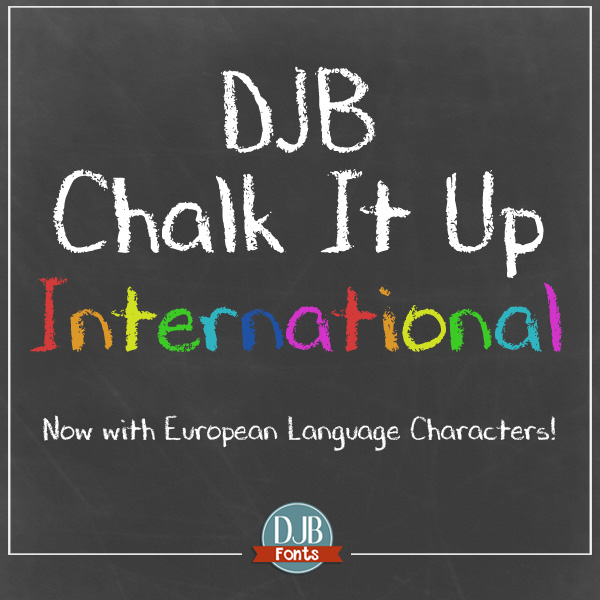 DJB
Chalk It Up
International
Now with European Language Characters!
DJB
Fonts